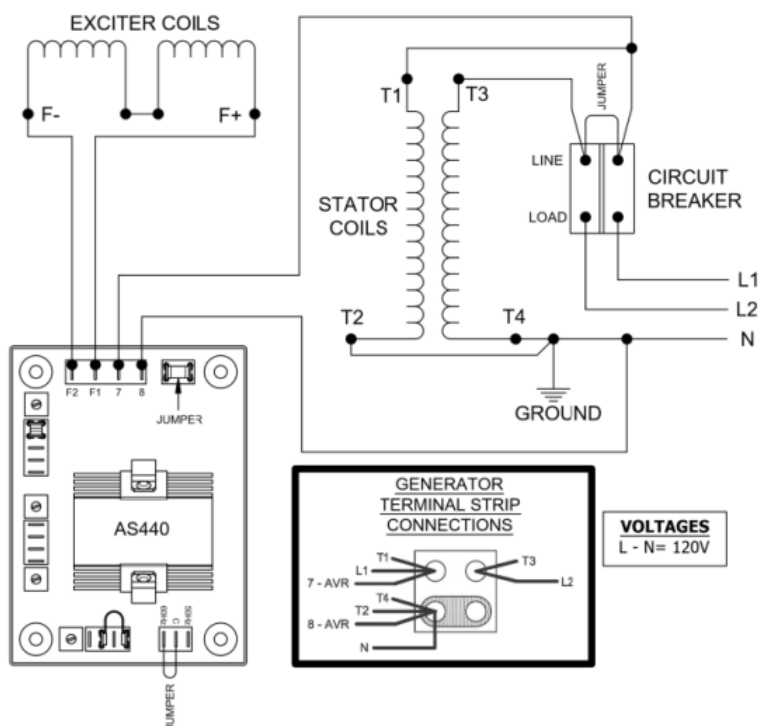 EXCITER COILS
F-
F+
T1
T3
JUMPER
LINE
LOAD
CIRCUIT
BREAKER
STATOR
COILS
L1
L2
N
T2
T4
GROUND
F2 F1 7 8
JUMPER
AS440
60Hz C 50Hz
JUMPER
GENERATOR
TERMINAL STRIP
CONNECTIONS
T1
L1
7 - AVR
T3
L2
T4
T2
8 - AVR
N
VOLTAGES
L - N= 120V